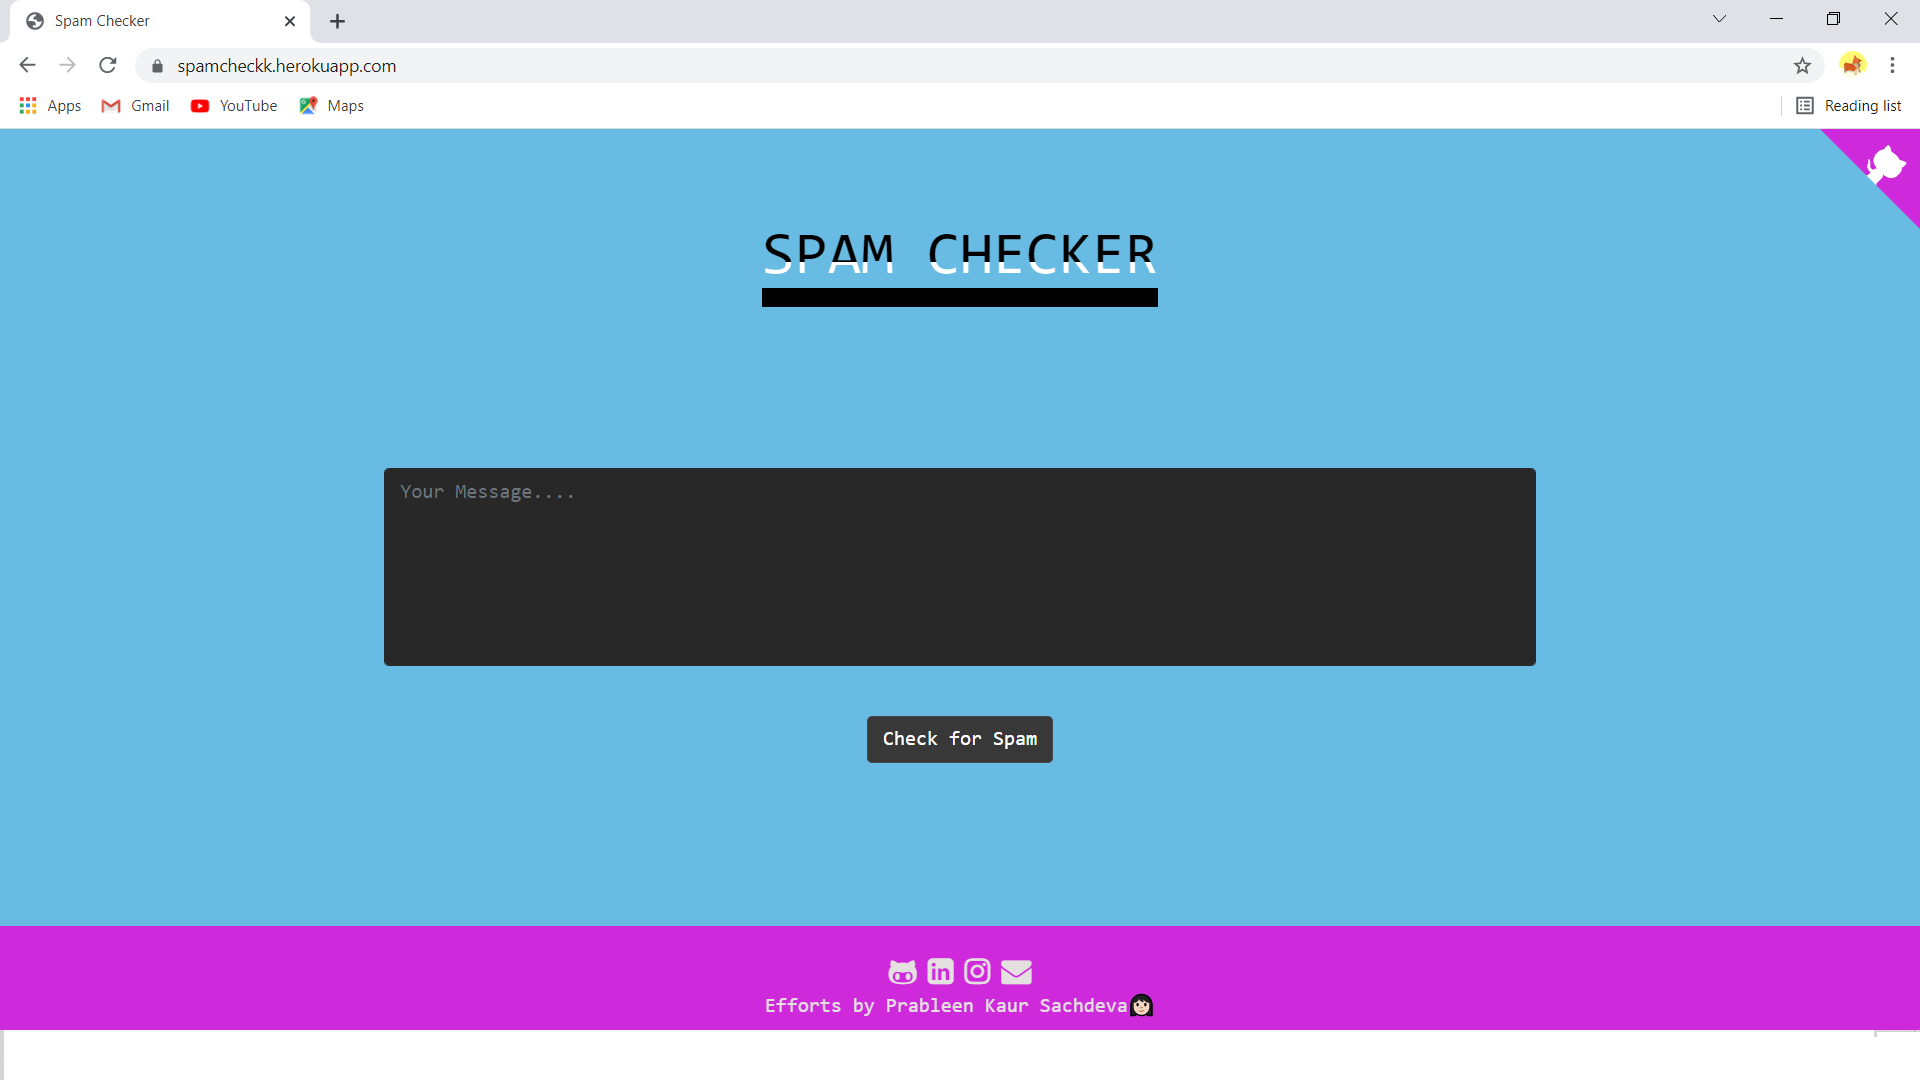 Spam Checker
spamcheckk.herokuapp.com
Apps Gmail YouTube Maps Reading list
SPAM CHECKER
Your Message....
Check for Spam
Efforts by Prableen Kaur Sachdeva